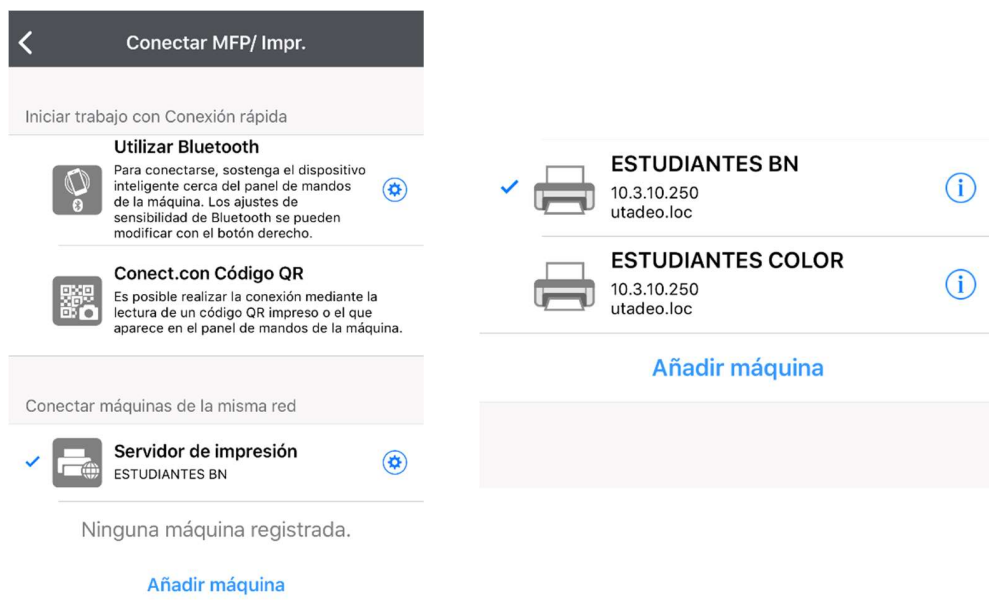 Conectar MFP/ Impr.
Iniciar trabajo con Conexión rápida
Utilizar Bluetooth
Para conectarse, sostenga el dispositivo
inteligente cerca del panel de mandos
de la máquina. Los ajustes de
sensibilidad de Bluetooth se pueden
modificar con el botón derecho.
Conect.con Código QR
Es posible realizar la conexión mediante la
lectura de un código QR impreso o el que
aparece en el panel de mandos de la máquina.
Conectar máquinas de la misma red
Servidor de impresión
ESTUDIANTES BN
Ninguna máquina registrada.
Añadir máquina
ESTUDIANTES BN
10.3.10.250
utadeo.loc
ESTUDIANTES COLOR
10.3.10.250
utadeo.loc
Añadir máquina